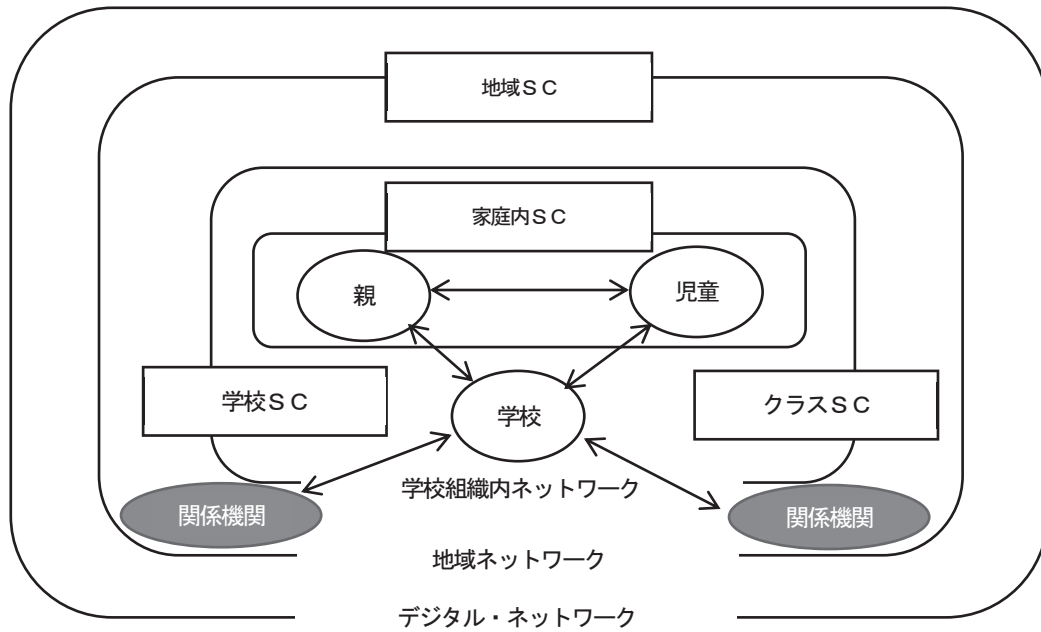 地域ＳＣ
家庭内ＳＣ
親
児童
学校ＳＣ
学校
クラスＳＣ
学校組織内ネットワーク
関係機関
関係機関
地域ネットワーク
デジタル・ネットワーク